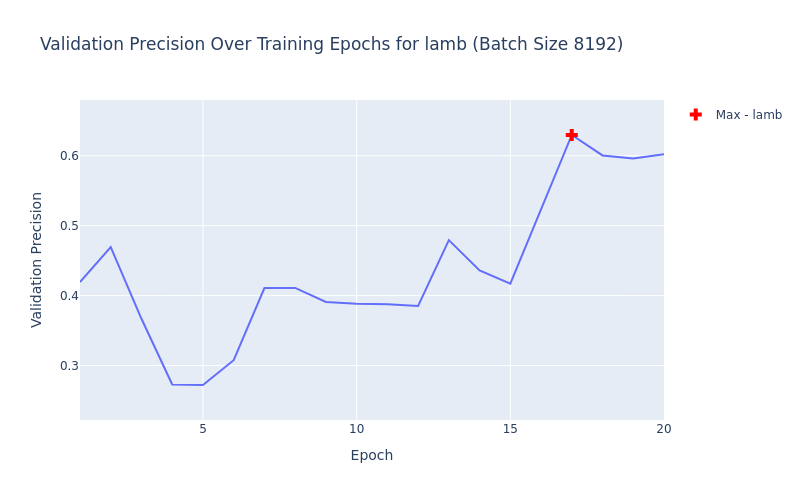 Validation Precision Over Training Epochs for lamb (Batch Size 8192)
Max - lamb
Validation Precision
0.6
0.5
0.4
0.3
5
10
15
20
Epoch